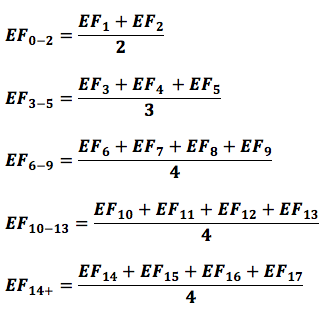 EF₀₋₂ = (EF₁ + EF₂) / 2
EF₃₋₅ = (EF₃ + EF₄ + EF₅) / 3
EF₆₋₉ = (EF₆ + EF₇ + EF₈ + EF₉) / 4
EF₁₀₋₁₃ = (EF₁₀ + EF₁₁ + EF₁₂ + EF₁₃) / 4
EF₁₄₊ = (EF₁₄ + EF₁₅ + EF₁₆ + EF₁₇) / 4